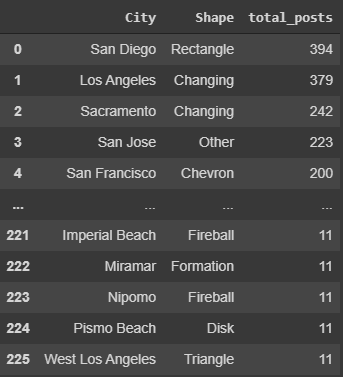 City Shape total_posts
0 San Diego Rectangle 394
1 Los Angeles Changing 379
2 Sacramento Changing 242
3 San Jose Other 223
4 San Francisco Chevron 200
... ... ... ...
221 Imperial Beach Fireball 11
222 Miramar Formation 11
223 Nipomo Fireball 11
224 Pismo Beach Disk 11
225 West Los Angeles Triangle 11